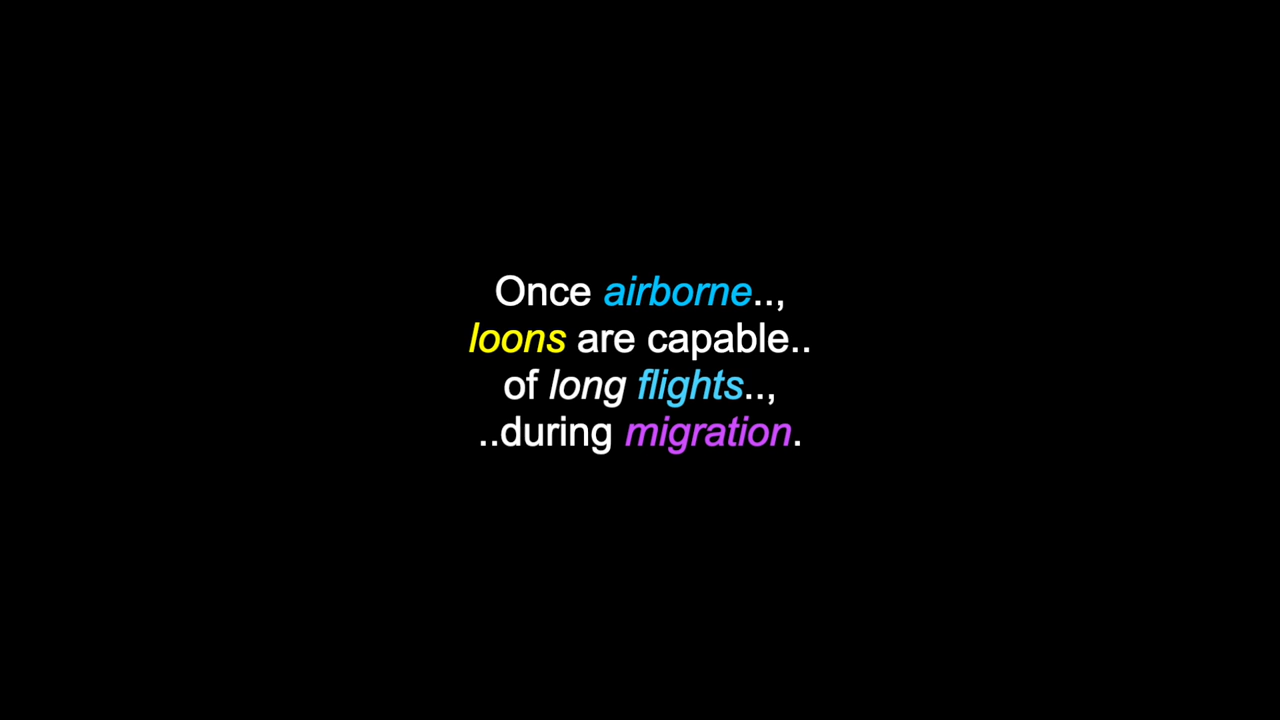 Once airborne..,
loons are capable..
of long flights..,
..during migration.